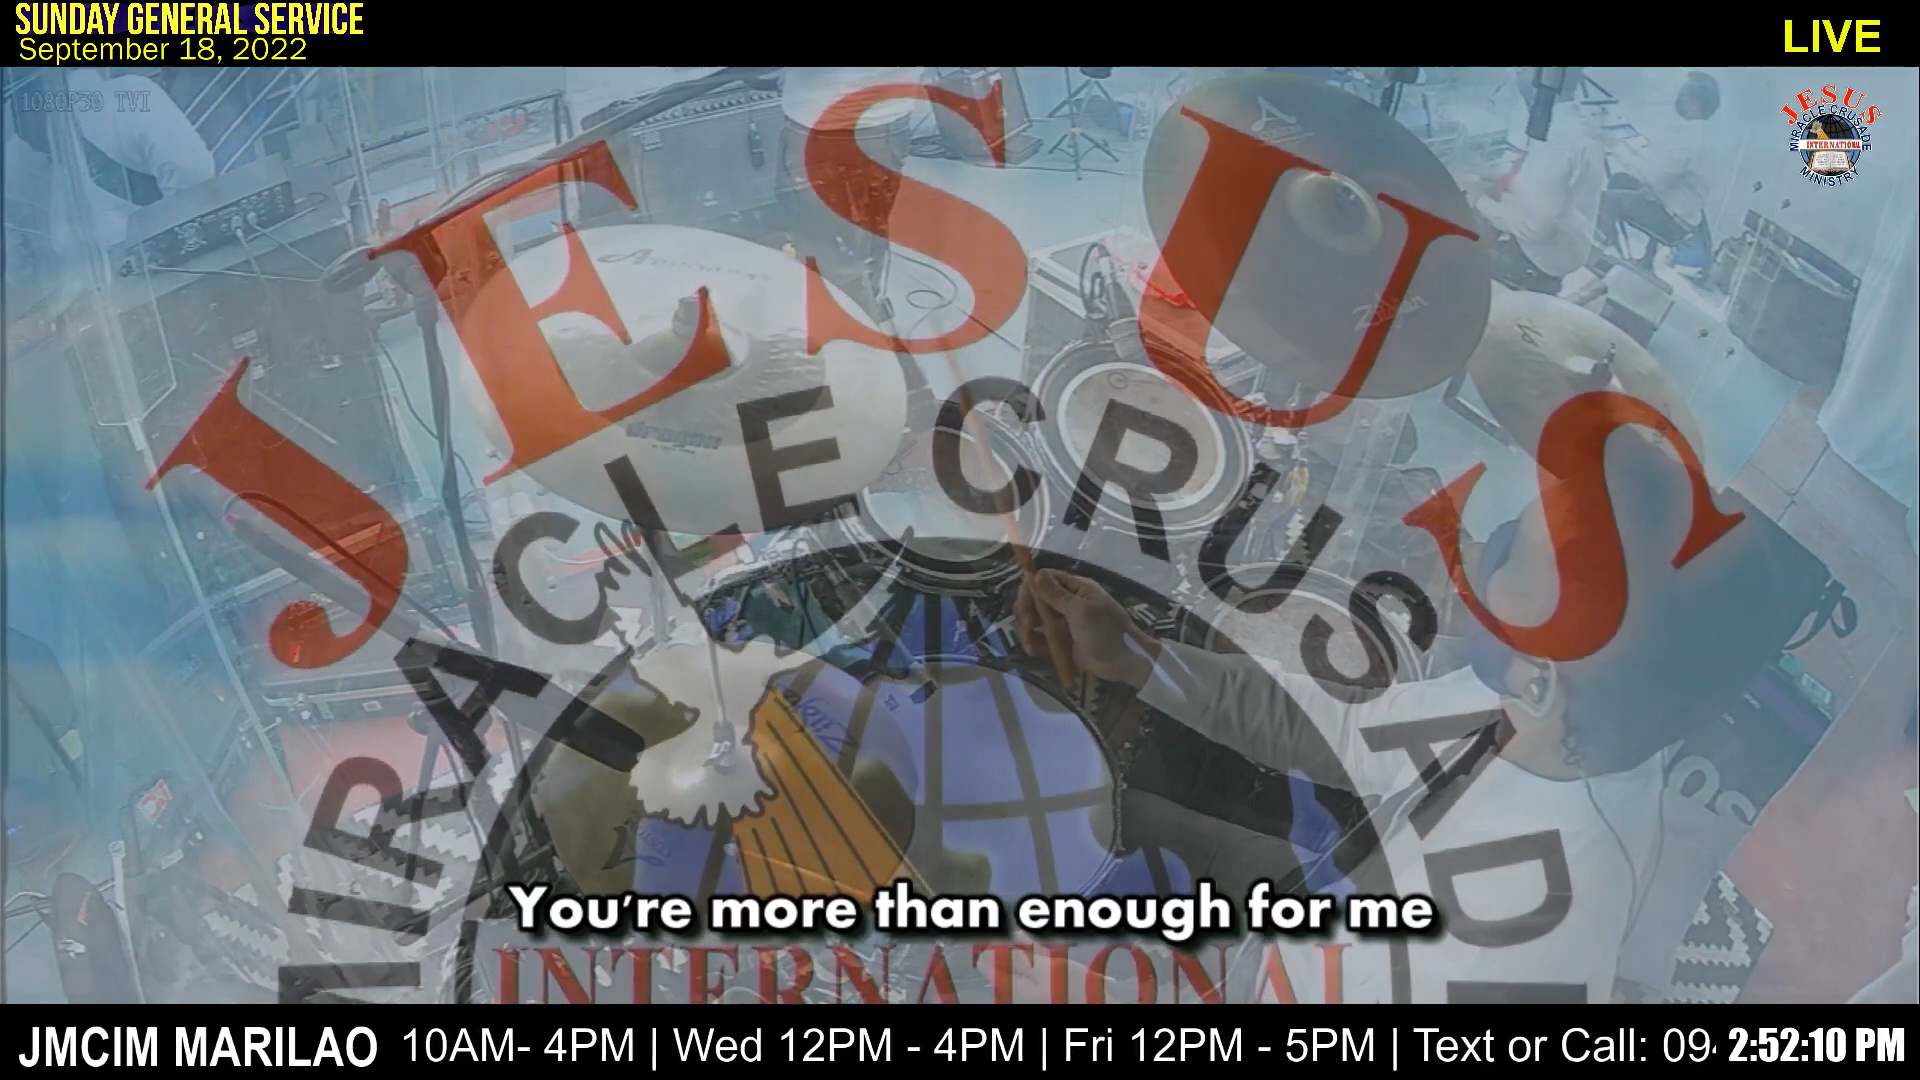 SUNDAY GENERAL SERVICE
September 18, 2022
LIVE
1080P30 TVI
JESUS
MIRACLE CRUSADE
INTERNATIONAL
MINISTRY
JESUS
MIRACLE CRUSADE
Zildjian
dragon
You're more than enough for me
INTERNATIONAL
JMCIM MARILAO
10AM- 4PM | Wed 12PM - 4PM | Fri 12PM - 5PM | Text or Call: 09
2:52:10 PM